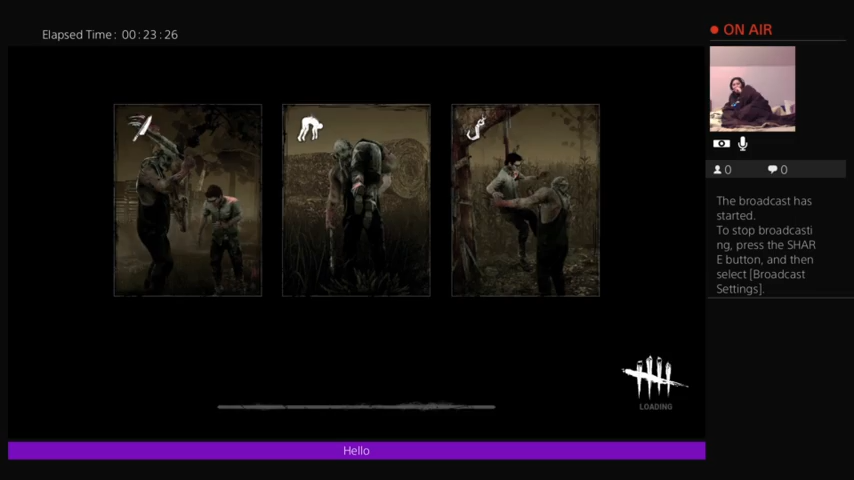 Elapsed Time: 00:23:26
ON AIR
0
0
The broadcast has
started.
To stop broadcasti
ng, press the SHAR
E button, and then
select [Broadcast
Settings].
LOADING
Hello